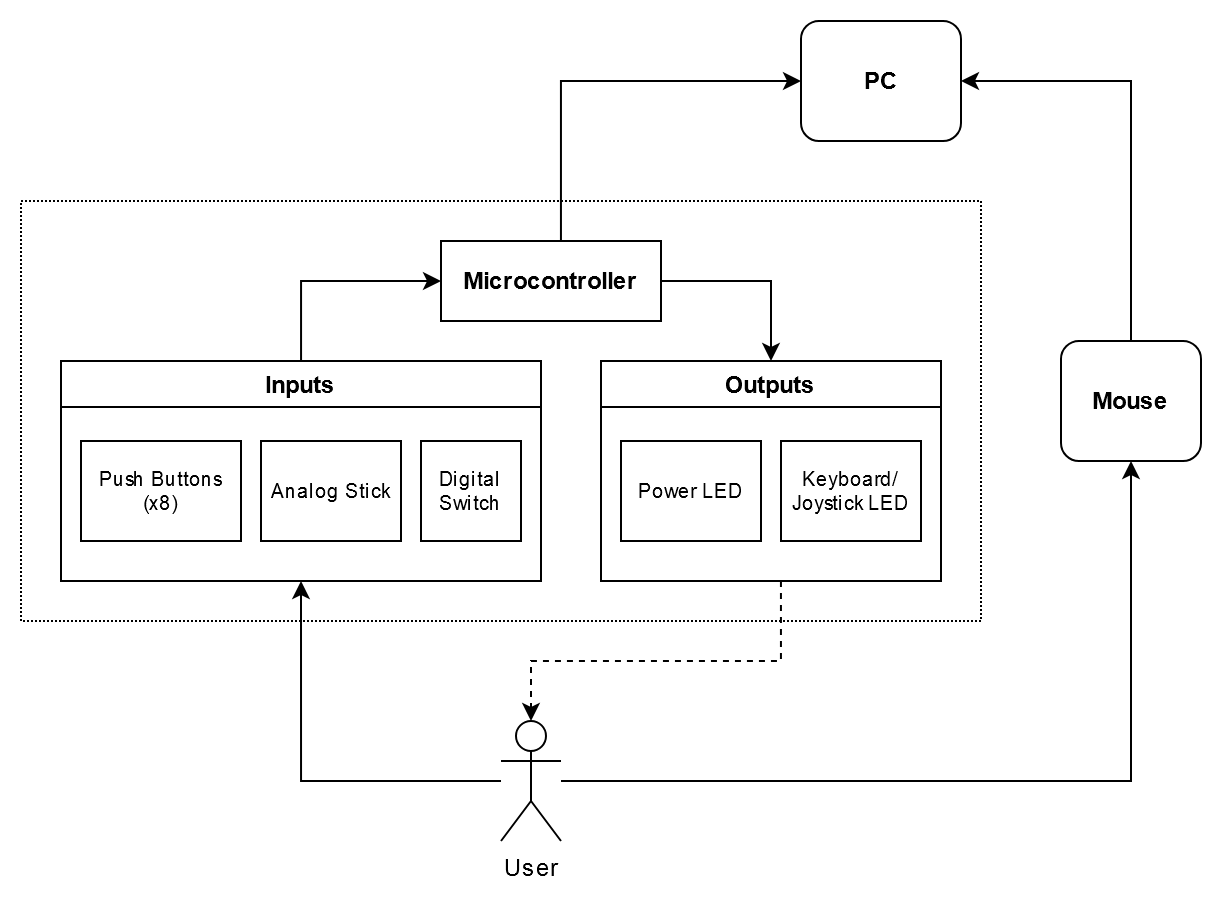 PC
Microcontroller
Inputs
Push Buttons
(x8)
Analog Stick
Digital
Switch
Outputs
Power LED
Keyboard/
Joystick LED
Mouse
User